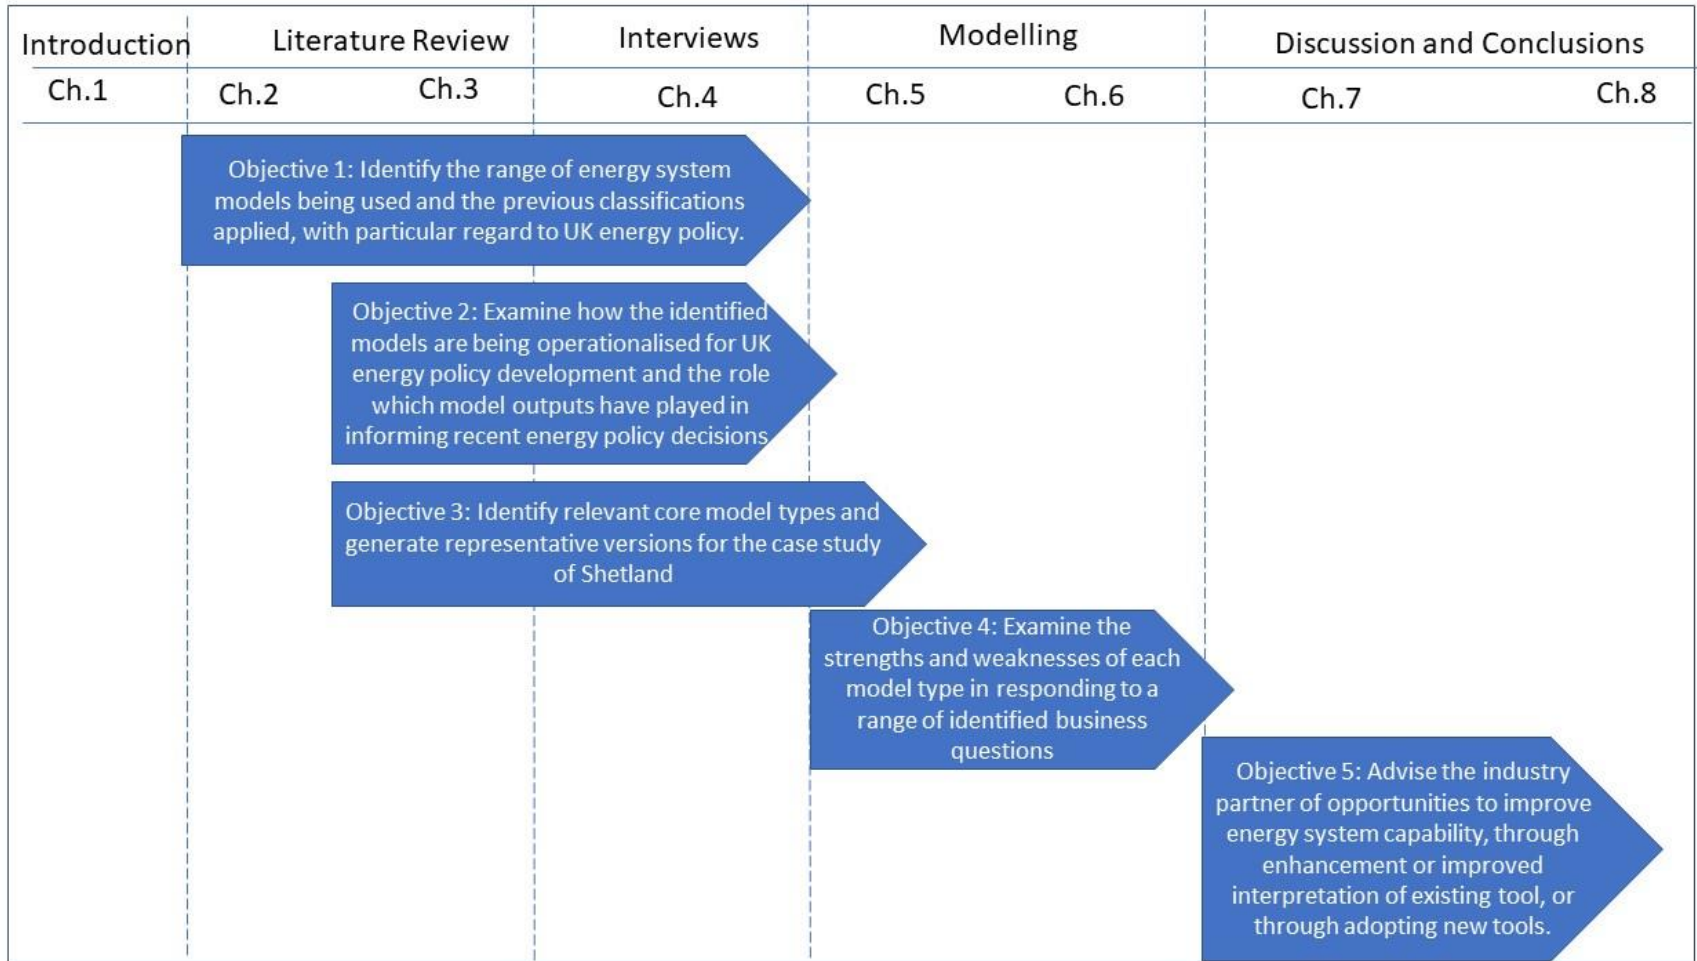 Introduction
Literature Review
Interviews
Modelling
Discussion and Conclusions
Ch.1
Ch.2
Ch.3
Ch.4
Ch.5
Ch.6
Ch.7
Ch.8
Objective 1: Identify the range of energy system
models being used and the previous classifications
applied, with particular regard to UK energy policy.
Objective 2: Examine how the identified
models are being operationalised for UK
energy policy development and the role
which model outputs have played in
informing recent energy policy decisions
Objective 3: Identify relevant core model types and
generate representative versions for the case study
of Shetland
Objective 4: Examine the
strengths and weaknesses of each
model type in responding to a
range of identified business
questions
Objective 5: Advise the industry
partner of opportunities to improve
energy system capability, through
enhancement or improved
interpretation of existing tool, or
through adopting new tools.